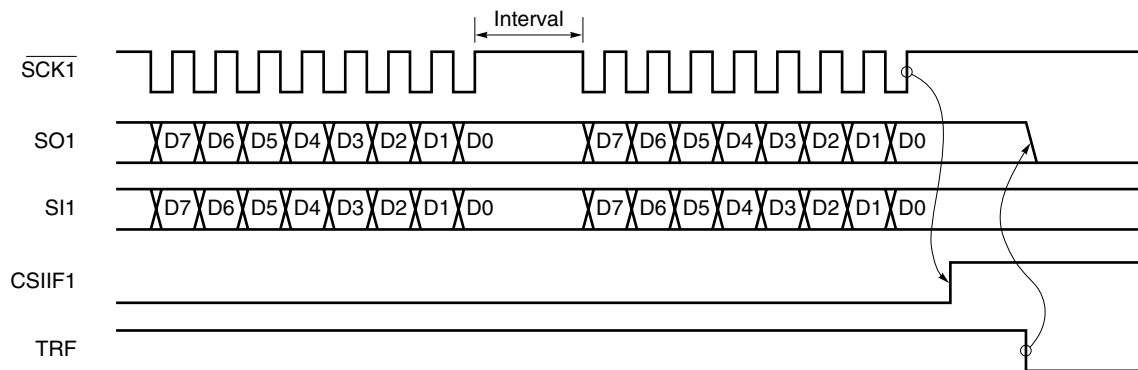 Interval
SCK1
SO1 D7 D6 D5 D4 D3 D2 D1 D0 D7 D6 D5 D4 D3 D2 D1 D0
SI1 D7 D6 D5 D4 D3 D2 D1 D0 D7 D6 D5 D4 D3 D2 D1 D0
CSIIF1
TRF